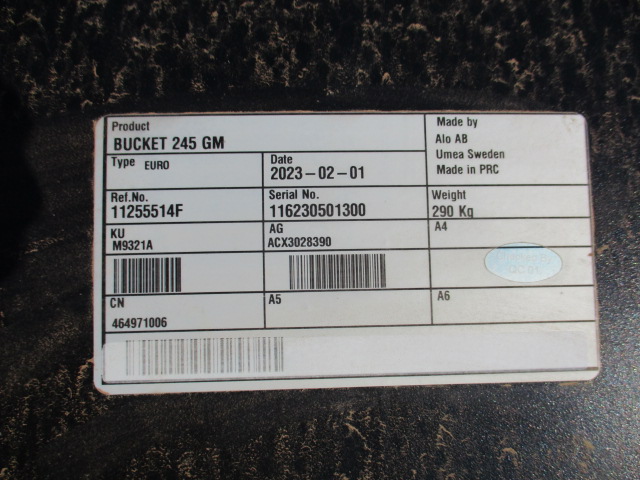 Product
BUCKET 245 GM
Made by
Alo AB
Umea Sweden
Made in PRC
Type EURO
Date
2023-02-01
Ref.No.
11255514F
Serial No.
116230501300
Weight
290 Kg
KU
M9321A
AG
ACX3028390
A4
CN
464971006
A5
A6